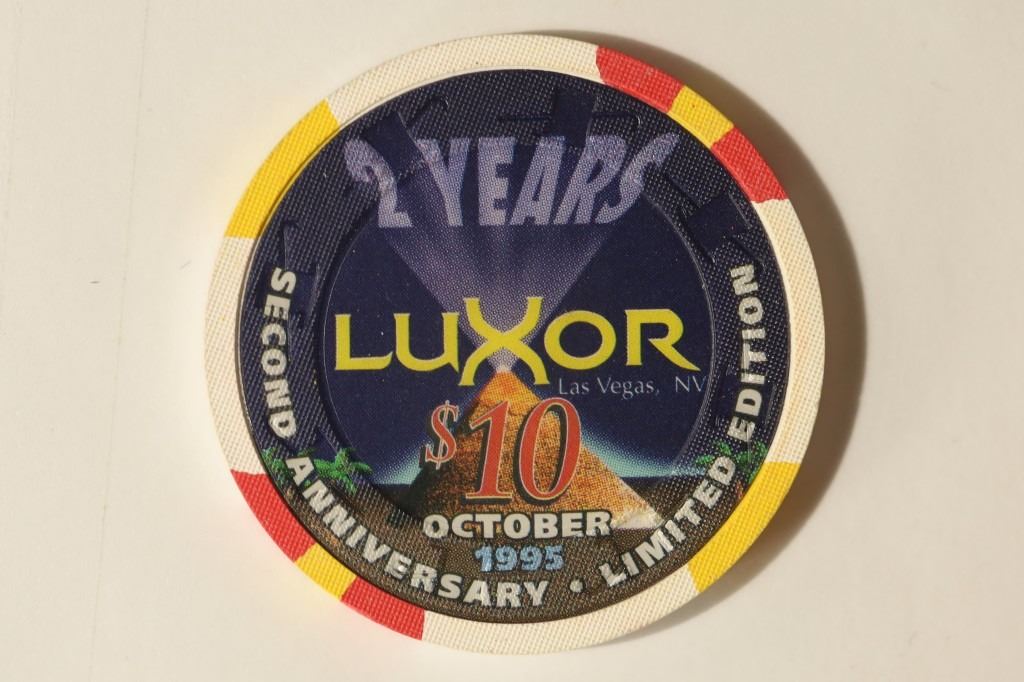 2 YEARS
LUXOR
Las Vegas, NV
$10
OCTOBER
1995
SECOND ANNIVERSARY • LIMITED EDITION